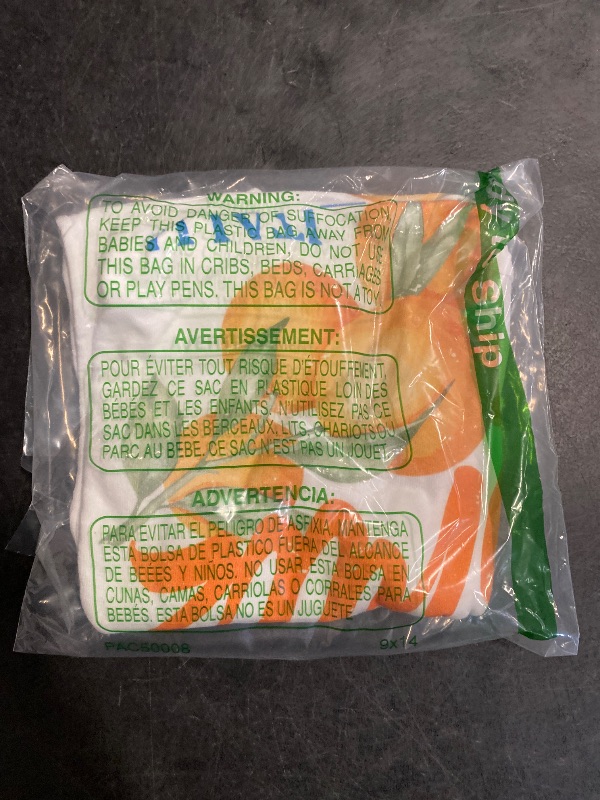 WARNING:
TO AVOID DANGER OF SUFFOCATION
KEEP THIS PLASTIC BAG AWAY FROM
BABIES AND CHILDREN, DO NOT USE
THIS BAG IN CRIBS, BEDS, CARRIAGES
OR PLAY PENS. THIS BAG IS NOT A TOY.
AVERTISSEMENT:
POUR ÉVITER TOUT RISQUE D'ÉTOUFFEMENT,
GARDEZ CE SAC EN PLASTIQUE LOIN DES
BÉBÉS ET LES ENFANTS, N'UTILISEZ PAS CE
SAC DANS LES BERCEAUX, LITS, CHARIOTS OU
PARC AU BÉBÉ. CE SAC N'EST PAS UN JOUET.
ADVERTENCIA:
PARA EVITAR EL PELIGRO DE ASFIXIA, MANTENGA
ESTÁ BOLSA DE PLASTICO FUERA DEL ALCANCE
DE BEÉES Y NIÑOS. NO USAR ESTA BOLSA EN
CUNAS, CAMAS, CARRIOLAS O CORRALES PARA
BEBÉS. ESTA BOLSA NO ES UN JUGUETE
PAC50008
9x14
Ship